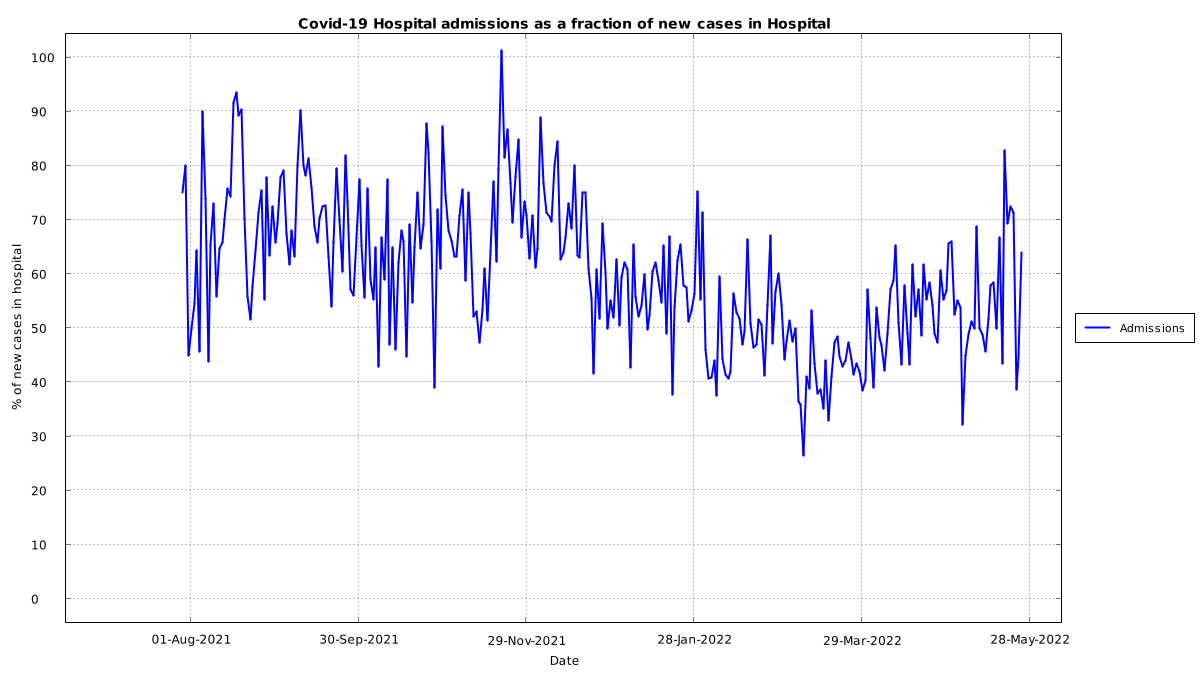 Covid-19 Hospital admissions as a fraction of new cases in Hospital
100
90
80
70
60
50
40
30
20
10
0
% of new cases in hospital
01-Aug-2021
30-Sep-2021
29-Nov-2021
28-Jan-2022
29-Mar-2022
28-May-2022
Date
Admissions